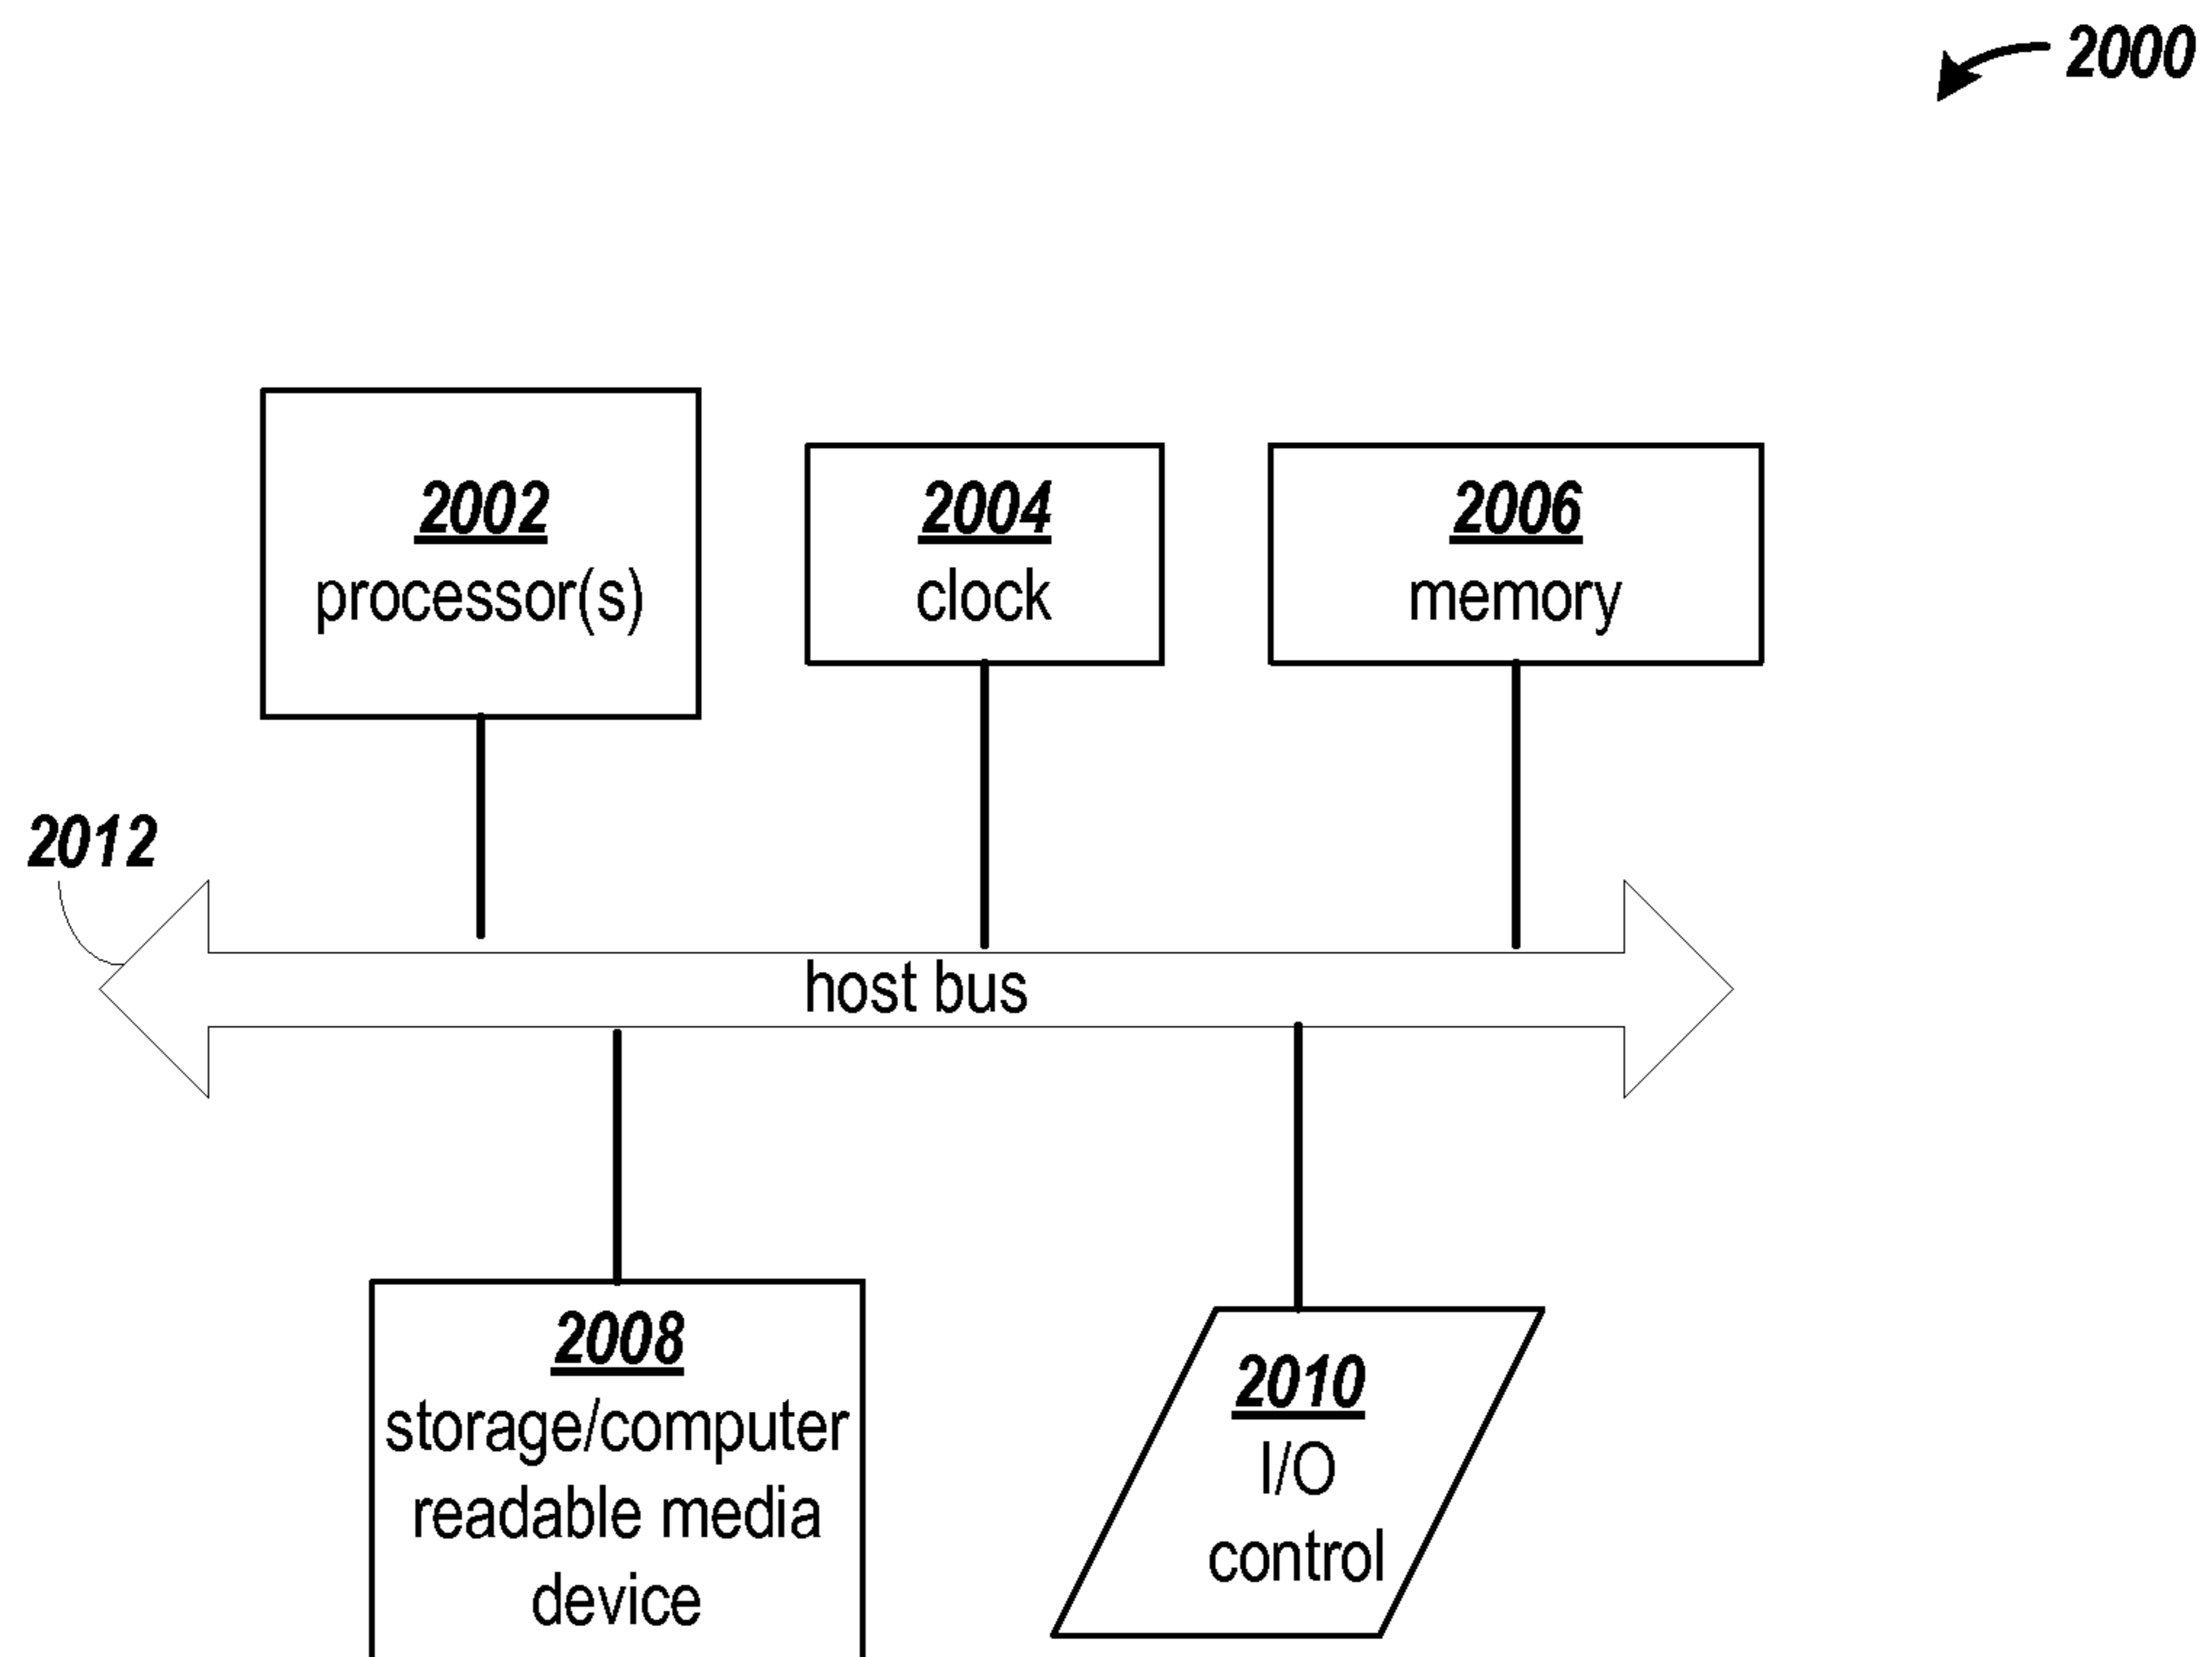 2000
2002
processor(s)
2004
clock
2006
memory
2012
host bus
2008
storage/computer
readable media
device
2010
I/O
control